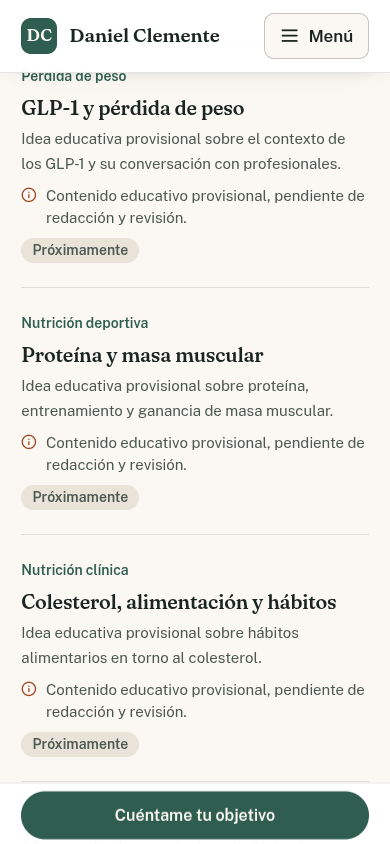 DC
Daniel Clemente
Menú
Pérdida de peso
GLP-1 y pérdida de peso
Idea educativa provisional sobre el contexto de
los GLP-1 y su conversación con profesionales.
Contenido educativo provisional, pendiente de
redacción y revisión.
Próximamente
Nutrición deportiva
Proteína y masa muscular
Idea educativa provisional sobre proteína,
entrenamiento y ganancia de masa muscular.
Contenido educativo provisional, pendiente de
redacción y revisión.
Próximamente
Nutrición clínica
Colesterol, alimentación y hábitos
Idea educativa provisional sobre hábitos
alimentarios en torno al colesterol.
Contenido educativo provisional, pendiente de
redacción y revisión.
Próximamente
Cuéntame tu objetivo